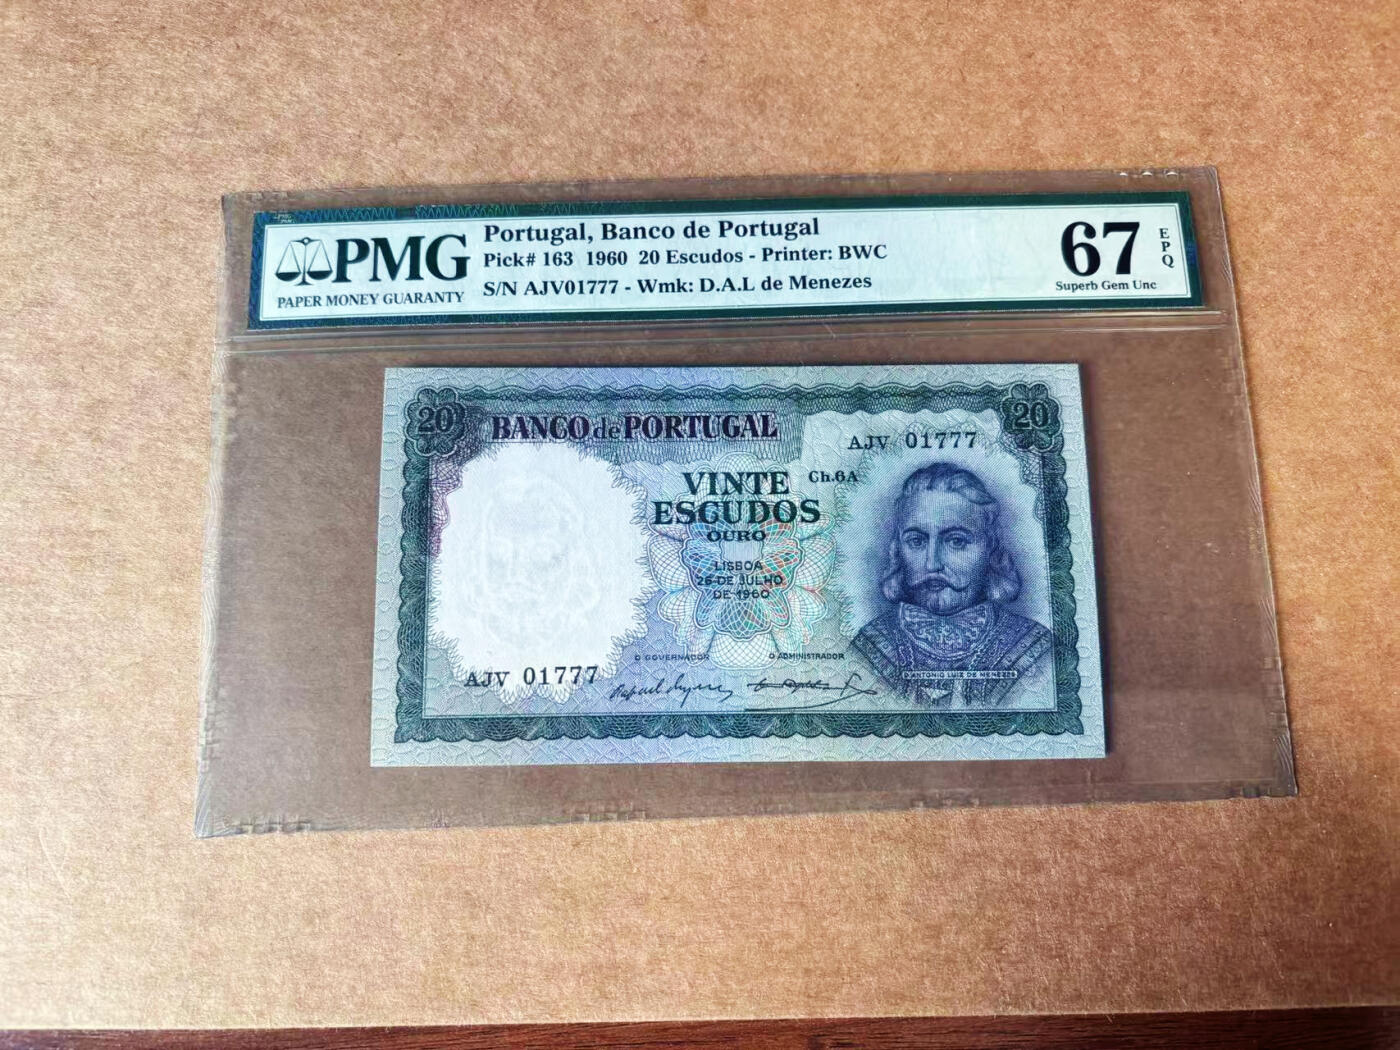 PMG
PAPER MONEY GUARANTY
Portugal, Banco de Portugal
Pick# 163 1960 20 Escudos - Printer: BWC
S/N AJV01777 - Wmk: D.A.L de Menezes
67
EPQ
Superb Gem Unc
20
BANCO de PORTUGAL
20
AJV 01777
VINTE
Ch.6A
ESCUDOS
OURO
LISBOA
26 DE JULHO
DE 1960
O GOVERNADOR
O ADMINISTRADOR
AJV 01777
D. ANTONIO LUIZ DE MENEZES